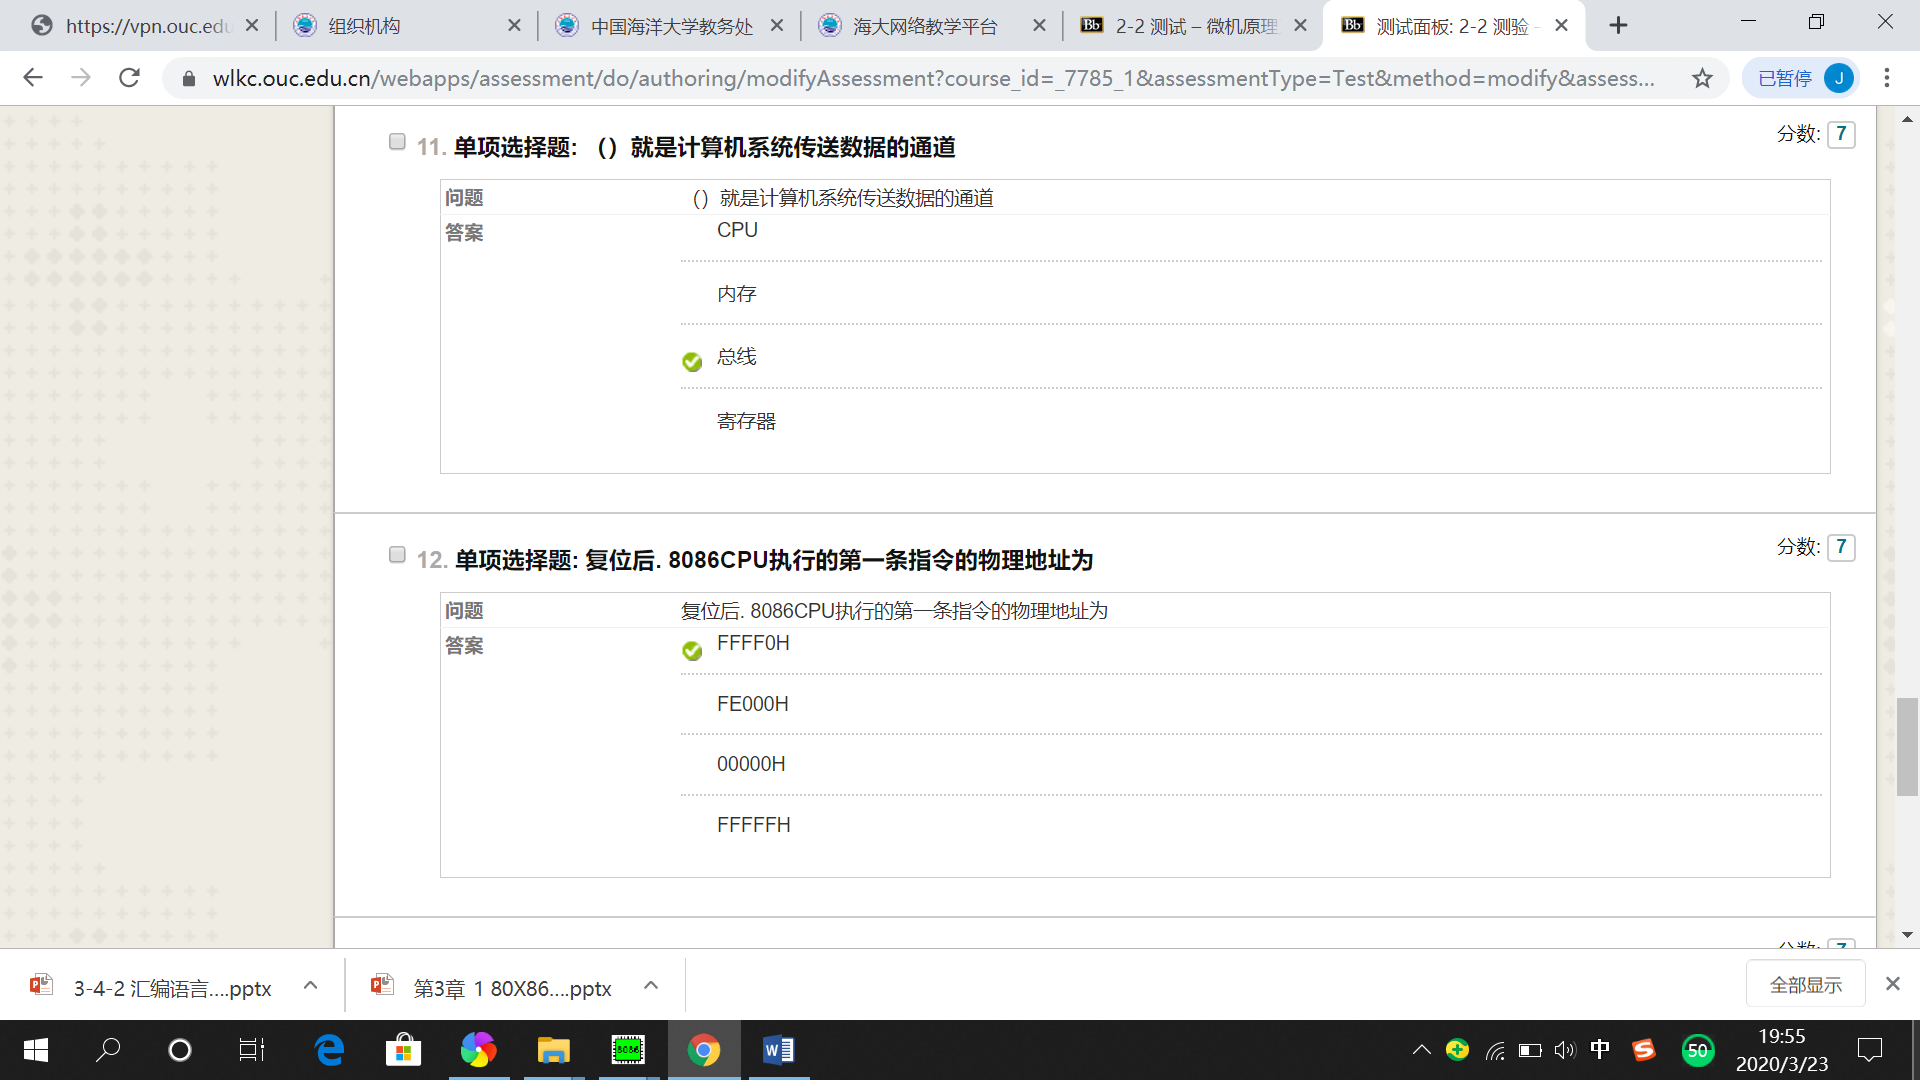 https://vpn.ouc.edu
组织机构
中国海洋大学教务处
海大网络教学平台
Bb 2-2 测试 – 微机原理
Bb 测试面板: 2-2 测验 –
wlkc.ouc.edu.cn/webapps/assessment/do/authoring/modifyAssessment?course_id=_7785_1&assessmentType=Test&method=modify&assess...
已暂停 J
分数: 7
11. 单项选择题: （）就是计算机系统传送数据的通道
问题 （）就是计算机系统传送数据的通道
答案 CPU
内存
总线
寄存器
分数: 7
12. 单项选择题: 复位后. 8086CPU执行的第一条指令的物理地址为
问题 复位后. 8086CPU执行的第一条指令的物理地址为
答案 FFFF0H
FE000H
00000H
FFFFFH
分数: 7
3-4-2 汇编语言....pptx
第3章 1 80X86....pptx
全部显示
8086
中
50
19:55
2020/3/23